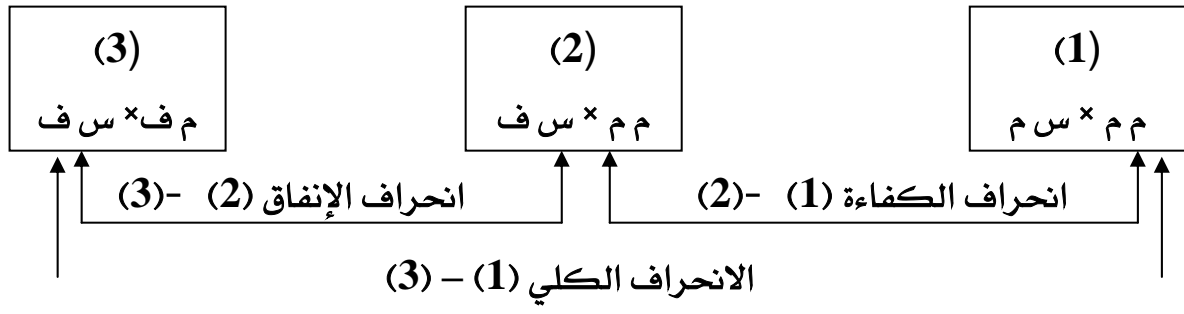 (1)
م م × س م
(2)
م م × س ف
(3)
م ف× س ف
انحراف الكفاءة (1) -(2)
انحراف الإنفاق (2) -(3)
الانحراف الكلي (1) – (3)